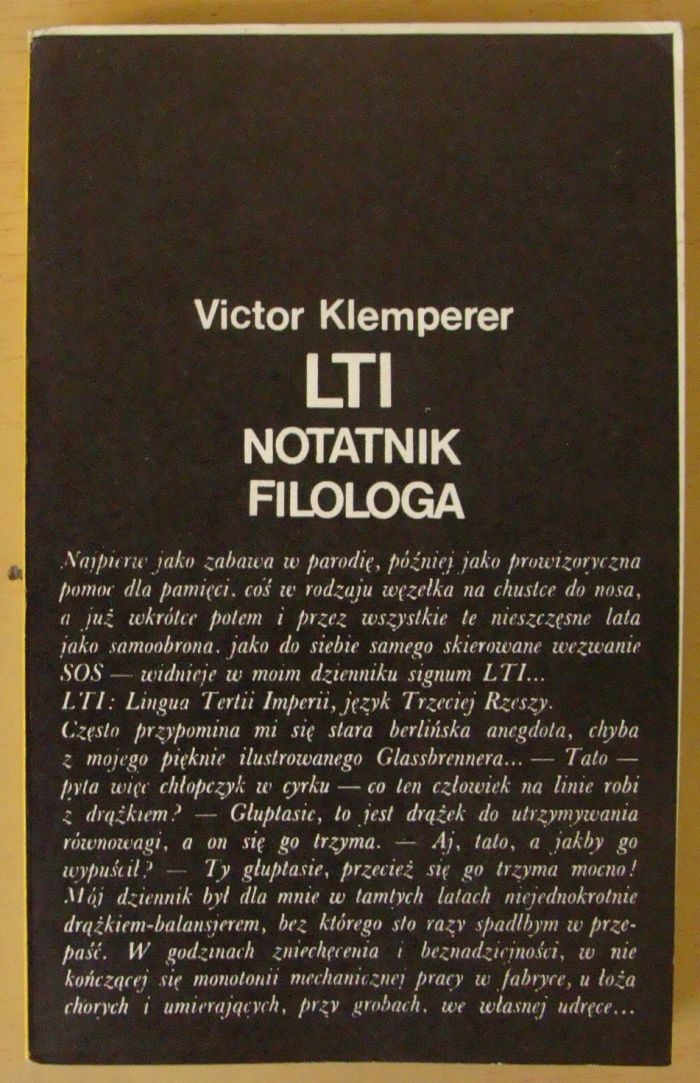 Victor Klemperer
LTI
NOTATNIK
FILOLOGA
Najpierw jako zabawa w parodię, później jako prowizoryczna
pomoc dla pamięci, coś w rodzaju węzełka na chustce do nosa,
a już wkrótce potem i przez wszystkie te nieszczęsne lata
jako samoobrona, jako do siebie samego skierowane wezwanie
SOS — widnieje w moim dzienniku signum LTI...
LTI: Lingua Tertii Imperii, język Trzeciej Rzeszy.
Często przypomina mi się stara berlińska anegdota, chyba
z mojego pięknie ilustrowanego Glassbrennera... — Tato —
pyta więc chłopczyk w cyrku — co ten człowiek na linie robi
z drążkiem? — Głuptasie, to jest drążek do utrzymywania
równowagi, a on się go trzyma. — Aj, tato, a jakby go
wypuścił? — Ty głuptasie, przecież się go trzyma mocno!
Mój dziennik był dla mnie w tamtych latach niejednokrotnie
drążkiem-balansjerem, bez którego sto razy spadłbym w prze-
paść. W godzinach zniechęcenia i beznadziejności, w nie
kończącej się monotonii mechanicznej pracy w fabryce, u łoża
chorych i umierających, przy grobach, we własnej udręce...